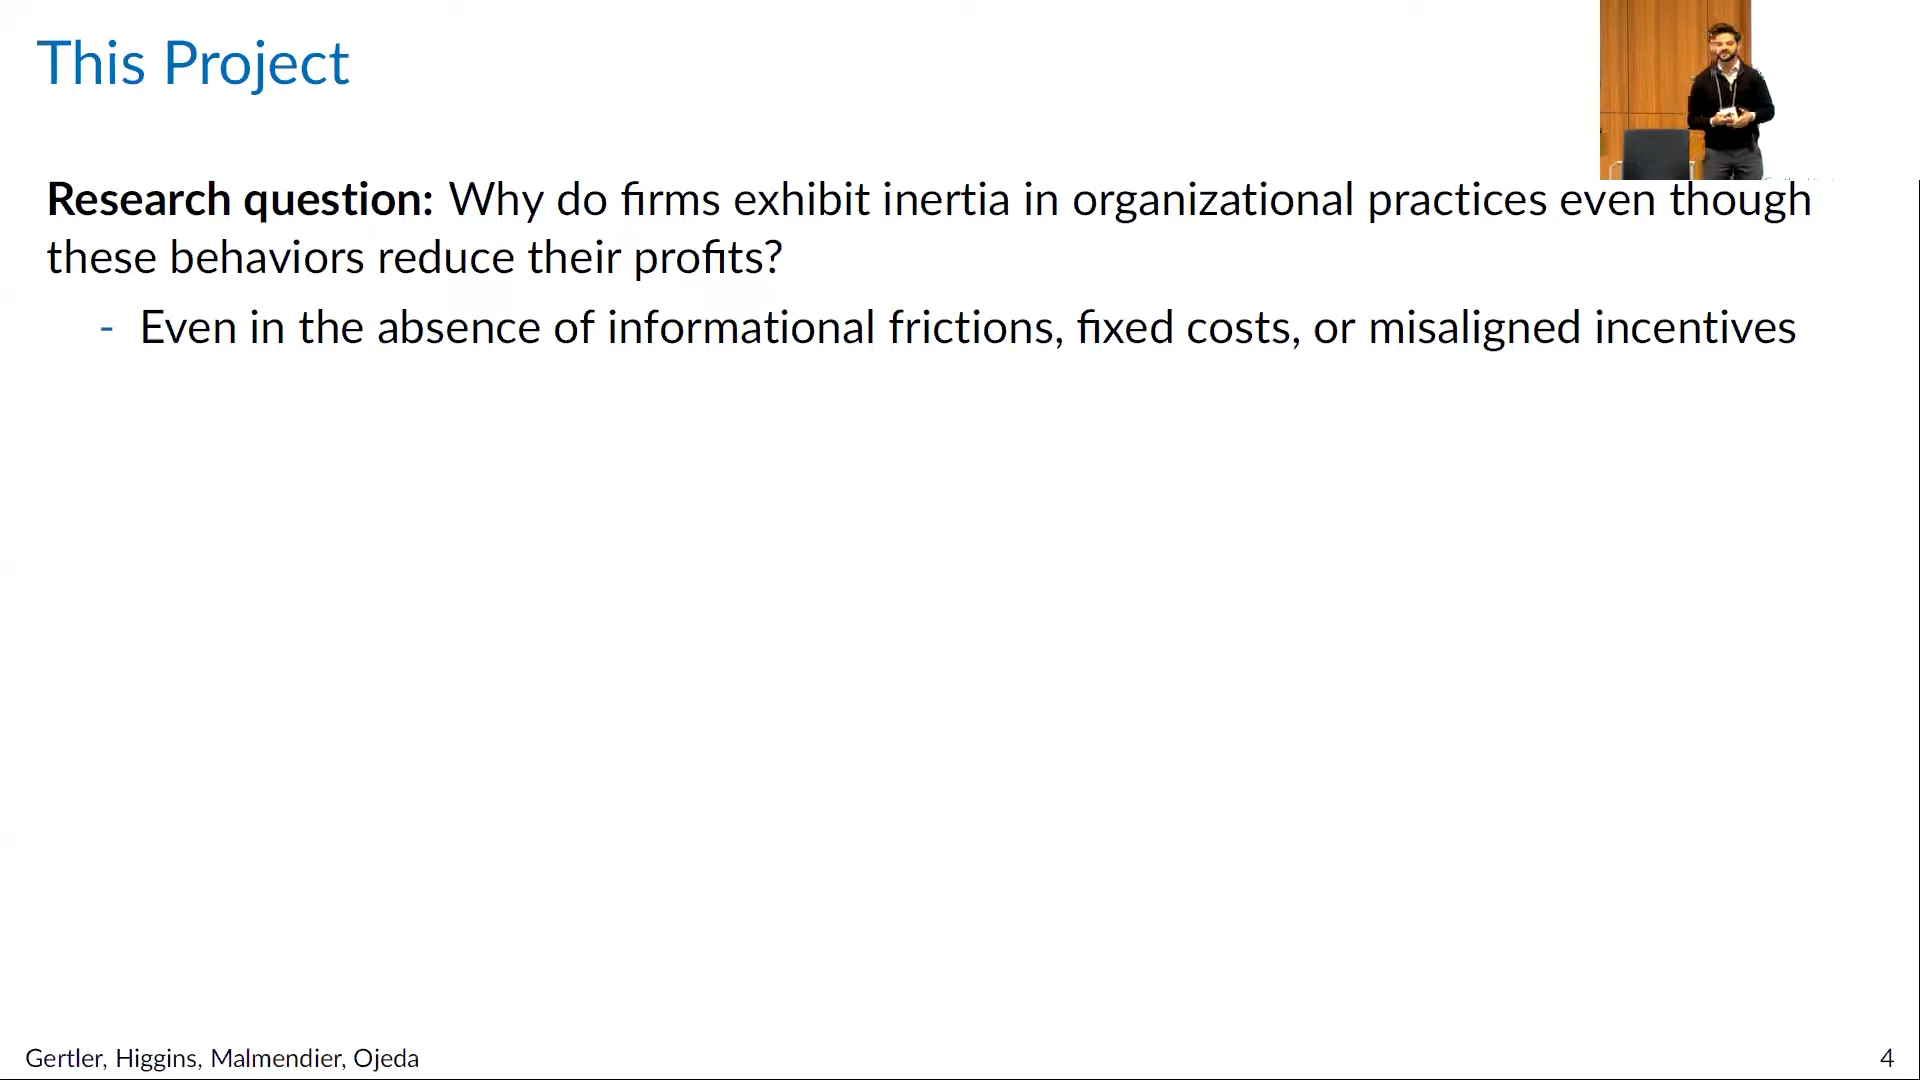 This Project
Research question: Why do firms exhibit inertia in organizational practices even though
these behaviors reduce their profits?
- Even in the absence of informational frictions, fixed costs, or misaligned incentives
Gertler, Higgins, Malmendier, Ojeda
4